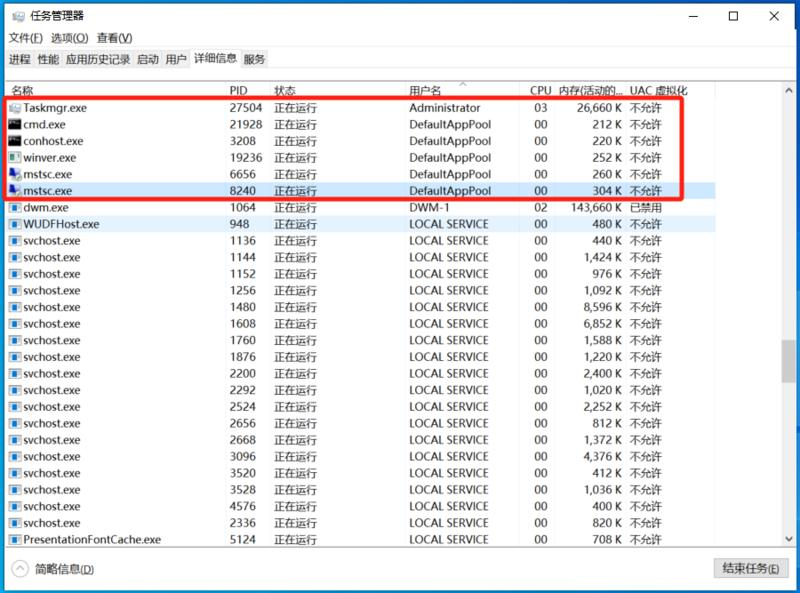 任务管理器
文件(F) 选项(O) 查看(V)
进程 性能 应用历史记录 启动 用户 详细信息 服务
名称 PID 状态 用户名 CPU 内存(活动的... UAC 虚拟化
Taskmgr.exe 27504 正在运行 Administrator 03 26,660 K 不允许
cmd.exe 21928 正在运行 DefaultAppPool 00 212 K 不允许
conhost.exe 3208 正在运行 DefaultAppPool 00 220 K 不允许
winver.exe 19236 正在运行 DefaultAppPool 00 252 K 不允许
mstsc.exe 6656 正在运行 DefaultAppPool 00 260 K 不允许
mstsc.exe 8240 正在运行 DefaultAppPool 00 304 K 不允许
dwm.exe 1064 正在运行 DWM-1 02 143,660 K 已禁用
WUDFHost.exe 948 正在运行 LOCAL SERVICE 00 480 K 不允许
svchost.exe 1136 正在运行 LOCAL SERVICE 00 440 K 不允许
svchost.exe 1144 正在运行 LOCAL SERVICE 00 1,424 K 不允许
svchost.exe 1152 正在运行 LOCAL SERVICE 00 976 K 不允许
svchost.exe 1256 正在运行 LOCAL SERVICE 00 1,092 K 不允许
svchost.exe 1480 正在运行 LOCAL SERVICE 00 8,596 K 不允许
svchost.exe 1608 正在运行 LOCAL SERVICE 00 6,852 K 不允许
svchost.exe 1760 正在运行 LOCAL SERVICE 00 1,588 K 不允许
svchost.exe 1876 正在运行 LOCAL SERVICE 00 1,220 K 不允许
svchost.exe 2200 正在运行 LOCAL SERVICE 00 2,400 K 不允许
svchost.exe 2292 正在运行 LOCAL SERVICE 00 1,020 K 不允许
svchost.exe 2524 正在运行 LOCAL SERVICE 00 2,252 K 不允许
svchost.exe 2656 正在运行 LOCAL SERVICE 00 812 K 不允许
svchost.exe 2668 正在运行 LOCAL SERVICE 00 1,372 K 不允许
svchost.exe 3096 正在运行 LOCAL SERVICE 00 4,376 K 不允许
svchost.exe 3520 正在运行 LOCAL SERVICE 00 412 K 不允许
svchost.exe 3528 正在运行 LOCAL SERVICE 00 1,036 K 不允许
svchost.exe 4576 正在运行 LOCAL SERVICE 00 400 K 不允许
svchost.exe 2336 正在运行 LOCAL SERVICE 00 820 K 不允许
PresentationFontCache.exe 5124 正在运行 LOCAL SERVICE 00 708 K 不允许
简略信息(D) 结束任务(E)